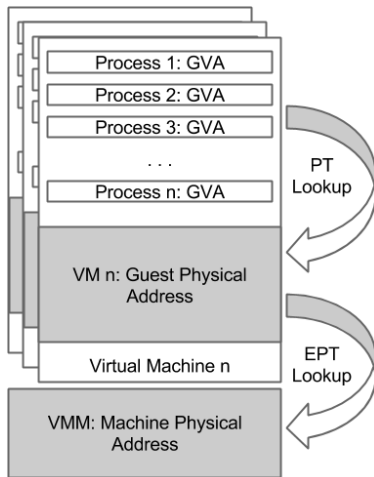 Process 1: GVA
Process 2: GVA
Process 3: GVA
. . .
Process n: GVA
PT
Lookup
VM n: Guest Physical
Address
EPT
Lookup
Virtual Machine n
VMM: Machine Physical
Address